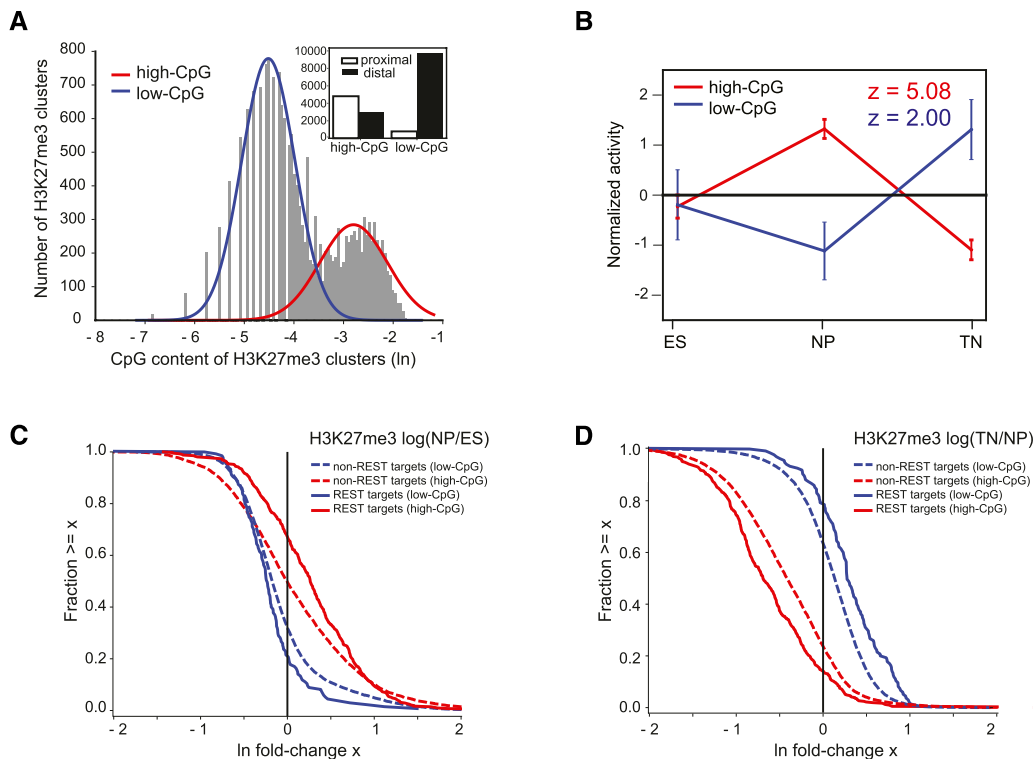 A
800
700
600
500
400
300
200
100
0
Number of H3K27me3 clusters
high-CpG
low-CpG
10000
8000
6000
4000
2000
0
proximal
distal
high-CpG low-CpG
- 8 - 7 - 6 - 5 - 4 - 3 - 2 - 1
CpG content of H3K27me3 clusters (ln)
B
high-CpG
low-CpG
z = 5.08
z = 2.00
2
1
0
-1
-2
Normalized activity
ES NP TN
C
H3K27me3 log(NP/ES)
non-REST targets (low-CpG)
non-REST targets (high-CpG)
REST targets (low-CpG)
REST targets (high-CpG)
1.0
0.8
0.6
0.4
0.2
0.0
Fraction >= x
- 2 - 1 0 1 2
ln fold-change x
D
H3K27me3 log(TN/NP)
non-REST targets (low-CpG)
non-REST targets (high-CpG)
REST targets (low-CpG)
REST targets (high-CpG)
1.0
0.8
0.6
0.4
0.2
0.0
Fraction >= x
- 2 - 1 0 1 2
ln fold-change x